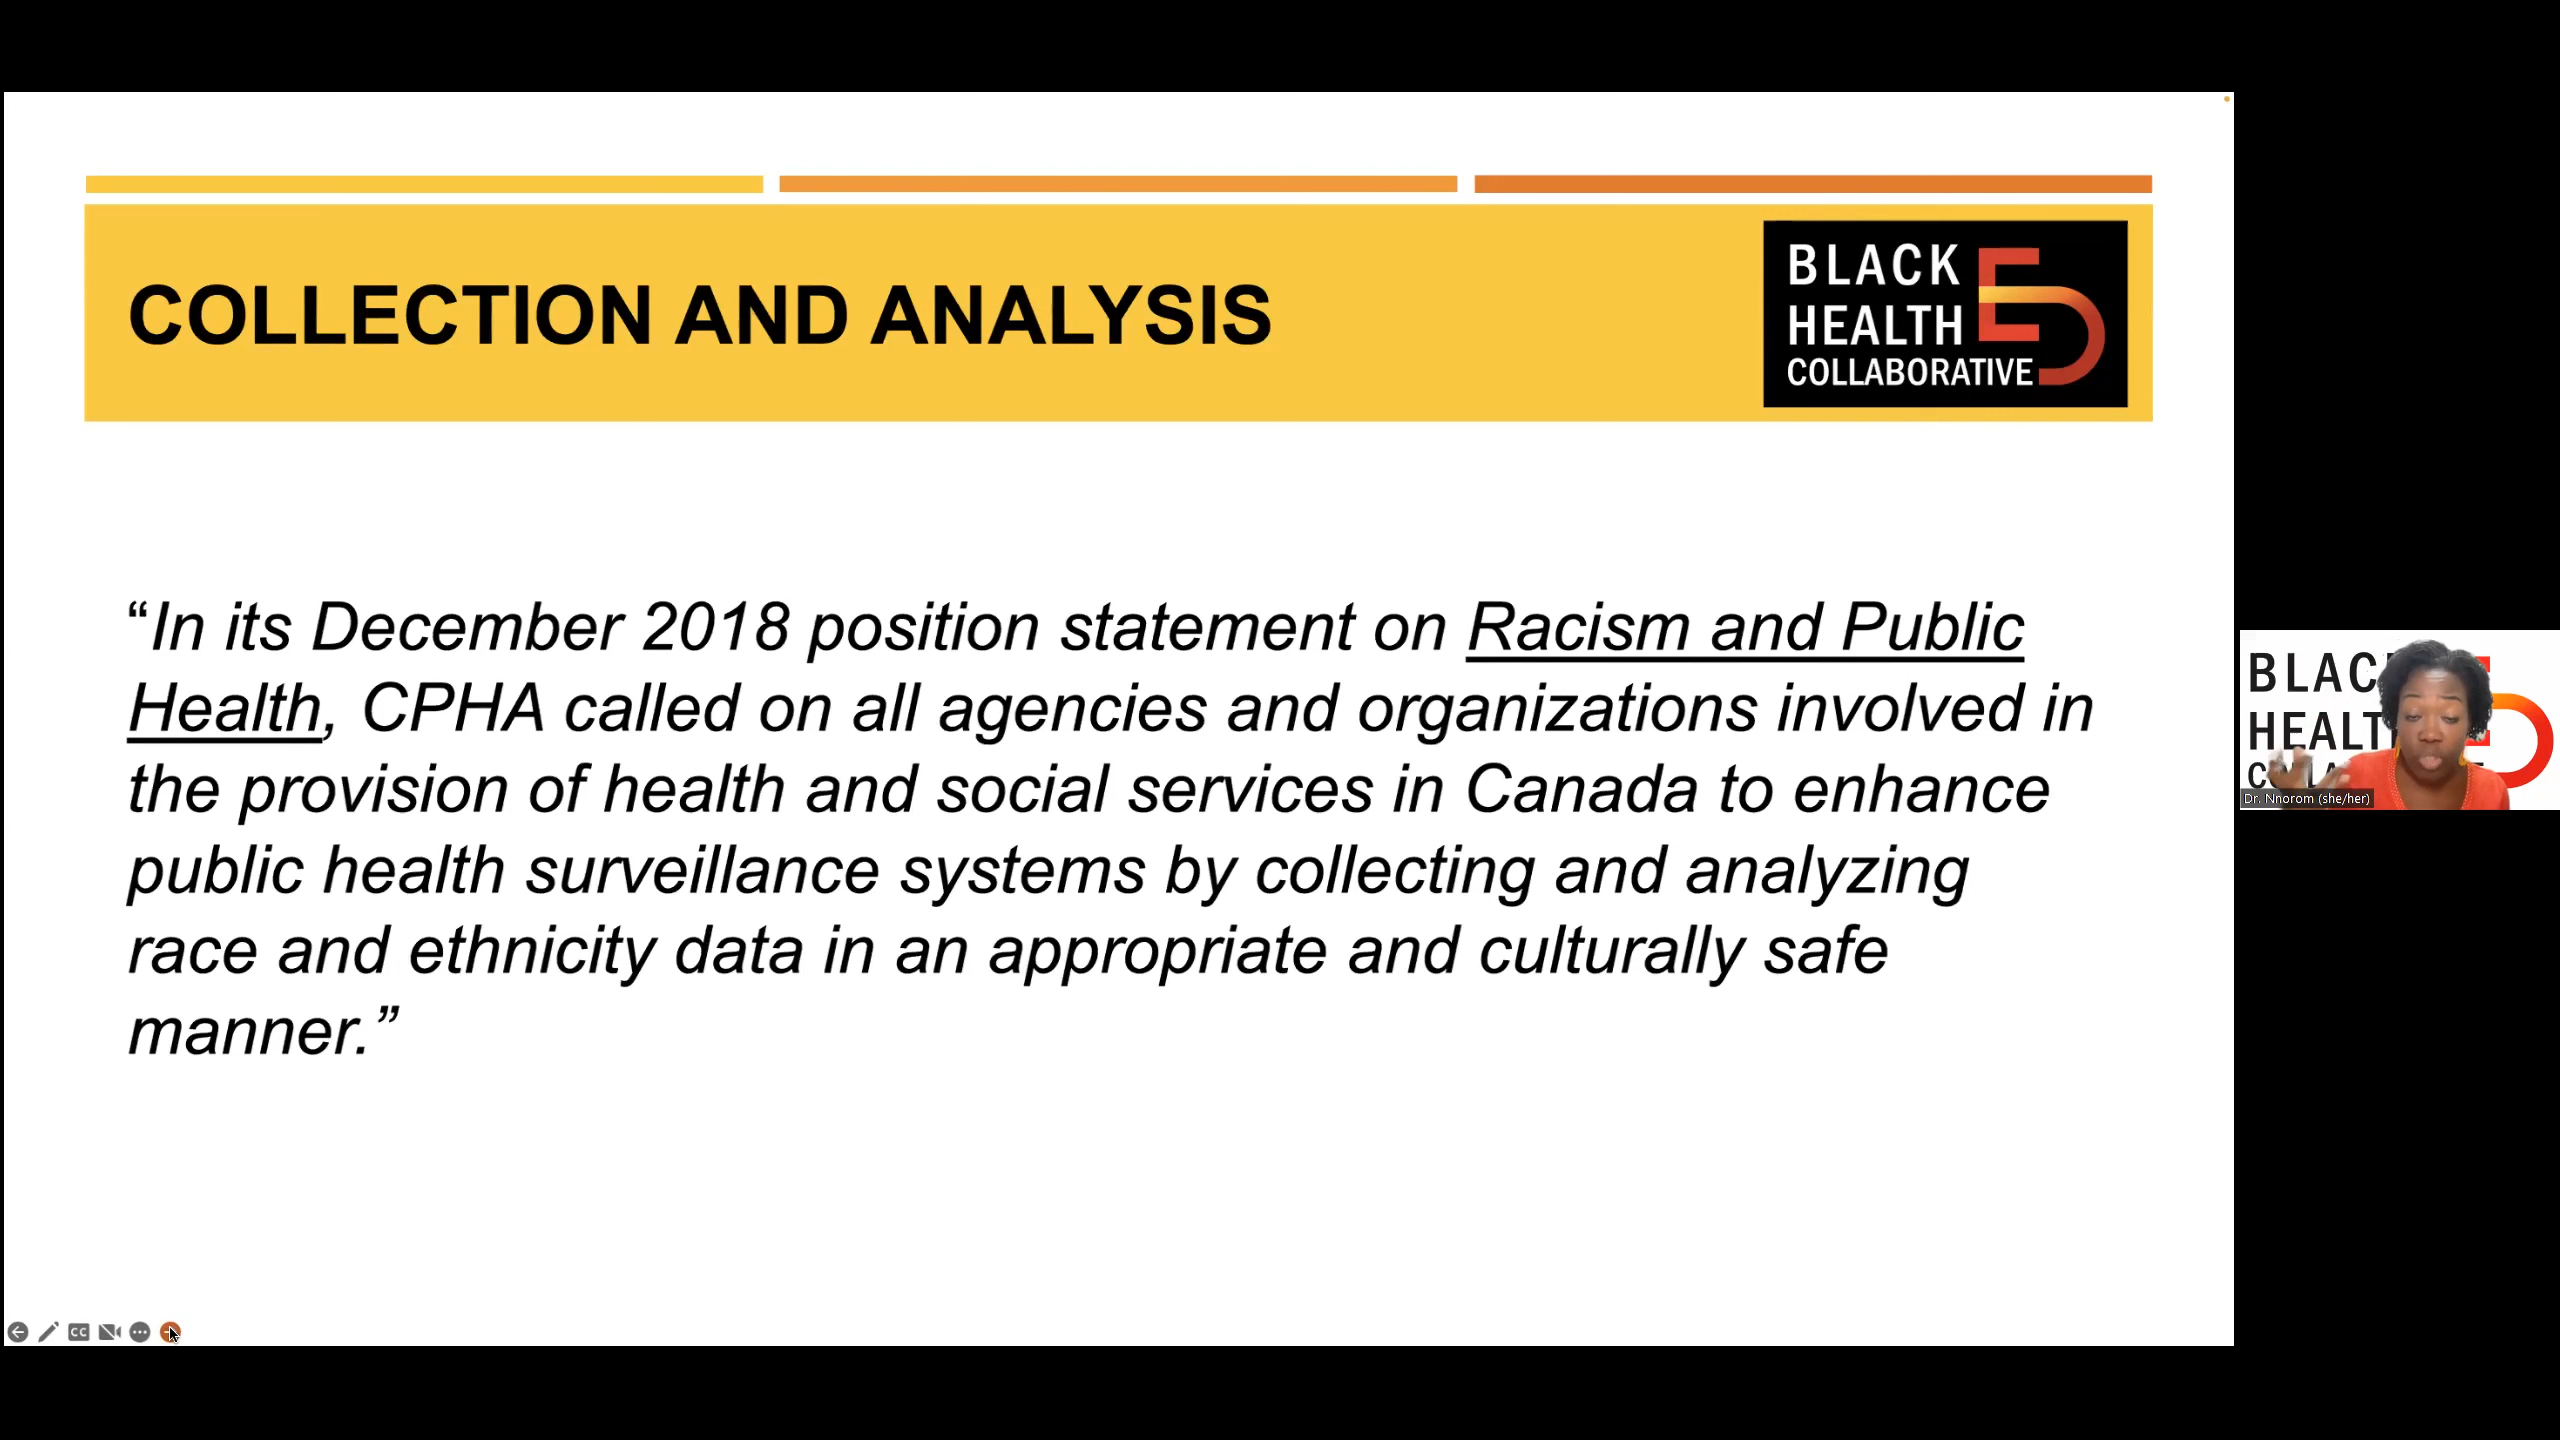 COLLECTION AND ANALYSIS
BLACK
HEALTH
COLLABORATIVE
“In its December 2018 position statement on Racism and Public
Health, CPHA called on all agencies and organizations involved in
the provision of health and social services in Canada to enhance
public health surveillance systems by collecting and analyzing
race and ethnicity data in an appropriate and culturally safe
manner.”
BLAC
HEALT
Dr. Nnorom (she/her)
CC